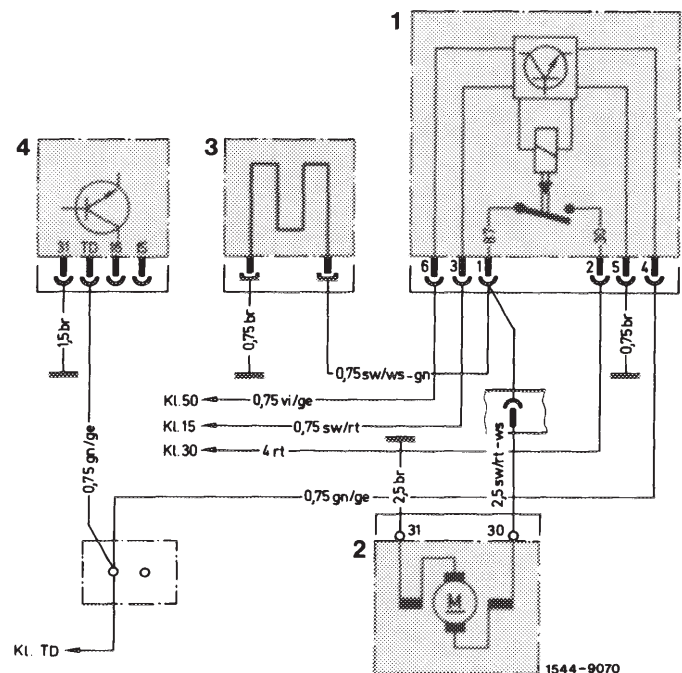 1
4
3
87
30
31
TD
16
15
6
3
1
2
5
4
1,5 br
0,75 br
0,75 br
0,75 sw/ws-gn
Kl. 50
0,75 vi/ge
Kl. 15
0,75 sw/rt
Kl. 30
4 rt
0,75 gn/ge
2,5 br
2,5 sw/rt-ws
0,75 gn/ge
31
30
2
M
Kl. TD
1544-9070